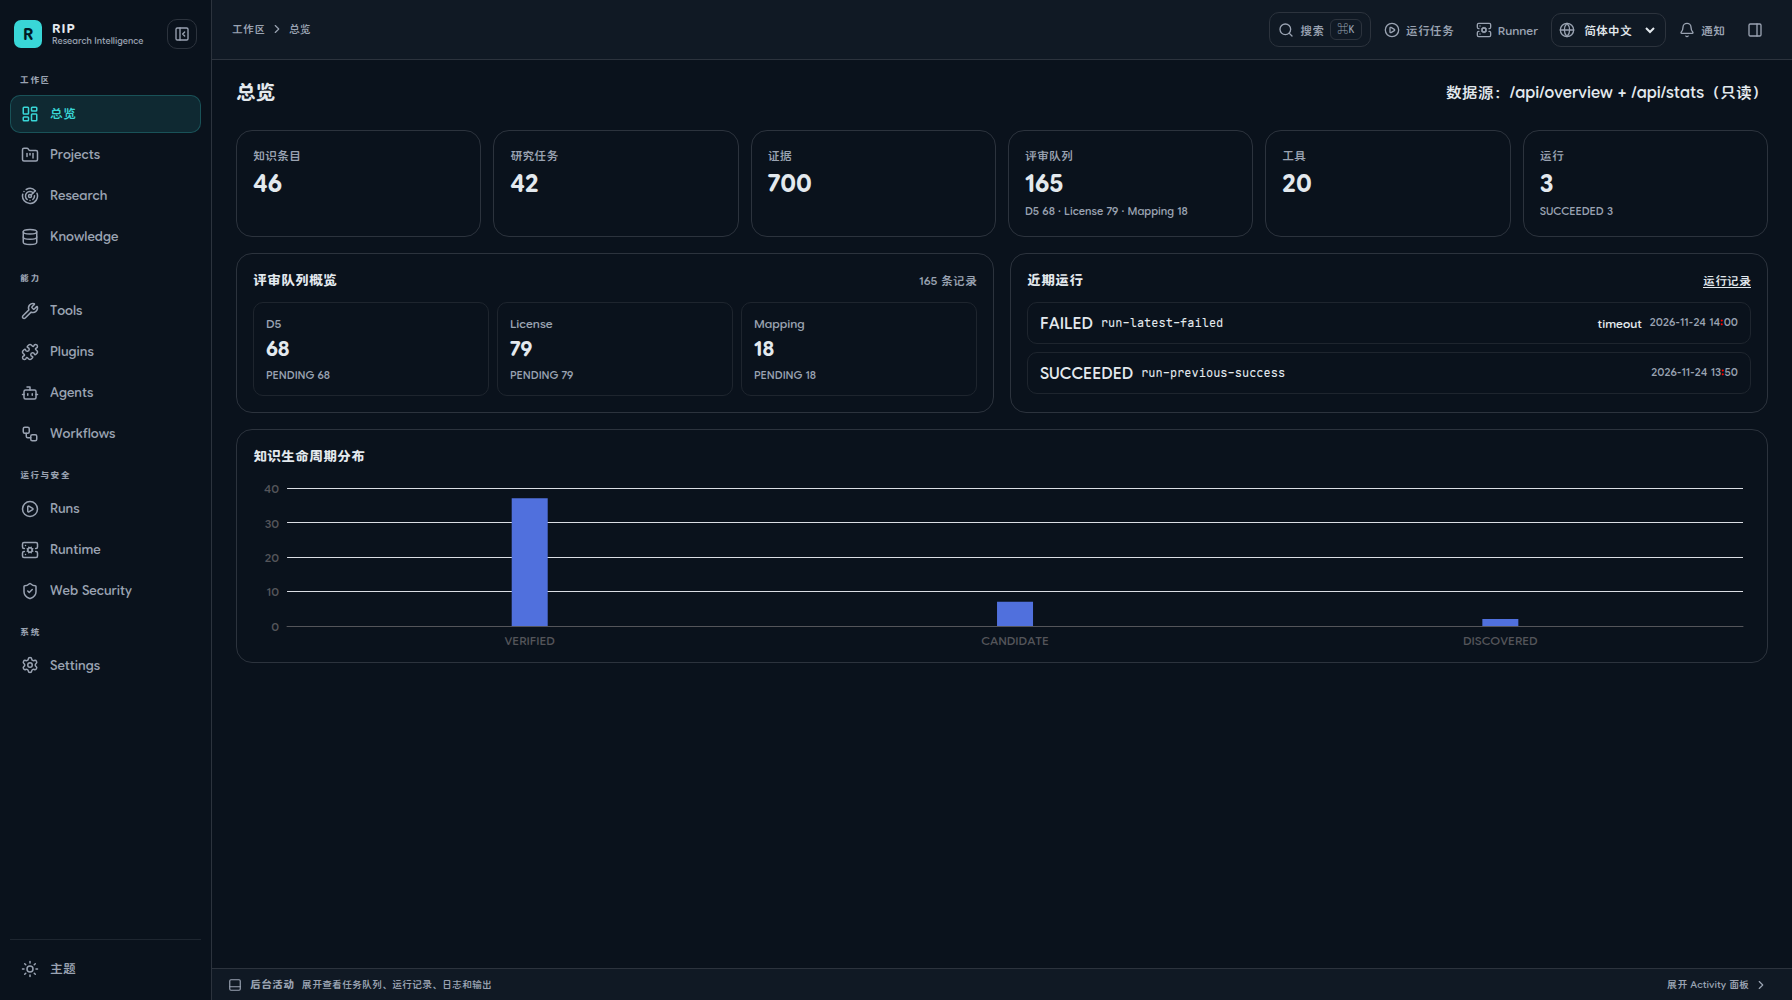 R
RIP
Research Intelligence
工作区
总览
Projects
Research
Knowledge
能力
Tools
Plugins
Agents
Workflows
运行与安全
Runs
Runtime
Web Security
系统
Settings
主题
工作区 > 总览
搜索 ⌘K
运行任务
Runner
简体中文
通知
总览
数据源：/api/overview + /api/stats（只读）
知识条目
46
研究任务
42
证据
700
评审队列
165
D5 68 · License 79 · Mapping 18
工具
20
运行
3
SUCCEEDED 3
评审队列概览
165 条记录
D5
68
PENDING 68
License
79
PENDING 79
Mapping
18
PENDING 18
近期运行
运行记录
FAILED run-latest-failed timeout 2026-11-24 14:00
SUCCEEDED run-previous-success 2026-11-24 13:50
知识生命周期分布
40
30
20
10
0
VERIFIED
CANDIDATE
DISCOVERED
后台活动 展开查看任务队列、运行记录、日志和输出
展开 Activity 面板